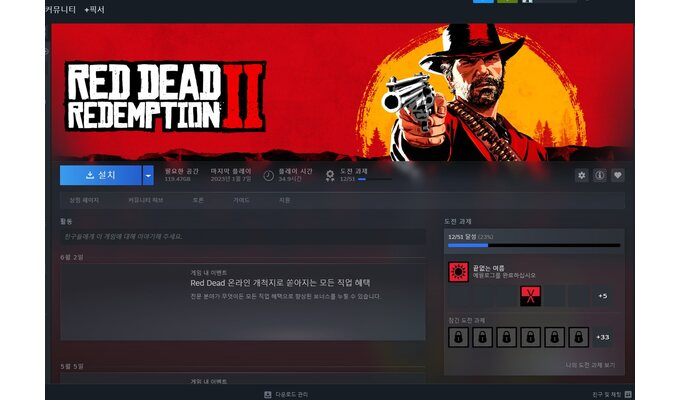 커뮤니티 +픽서
RED DEAD
REDEMPTION II
설치
필요한 공간 마지막 플레이 플레이 시간 도전 과제
119.47GB 2023년 1월 7일 34.9시간 12/51
상점 페이지 커뮤니티 허브 토론 가이드 지원
활동
친구들에게 이 게임에 대해 이야기해 주세요.
6월 2일
게임 내 이벤트
Red Dead 온라인 개척지로 쏟아지는 모든 직업 혜택
전문 분야가 무엇이든 모든 직업 혜택으로 향상된 보너스를 누릴 수 있습니다.
5월 5일
게임 내 이벤트
도전 과제
12/51 달성 (23%)
끝없는 여름
에필로그를 완료하십시오
+5
잠긴 도전 과제
+33
나의 도전 과제 보기
다운로드 관리
친구 및 채팅